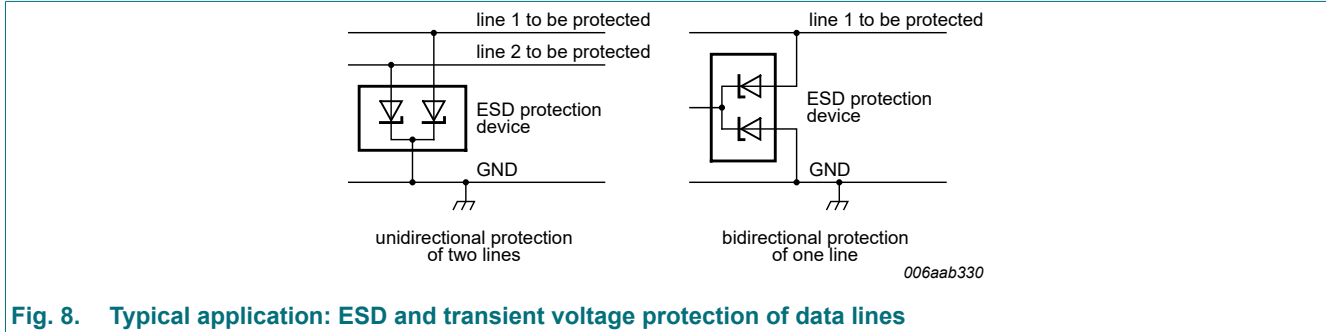 line 1 to be protected
line 2 to be protected
ESD protection
device
GND
unidirectional protection
of two lines
line 1 to be protected
ESD protection
device
GND
bidirectional protection
of one line
006aab330
Fig. 8. Typical application: ESD and transient voltage protection of data lines